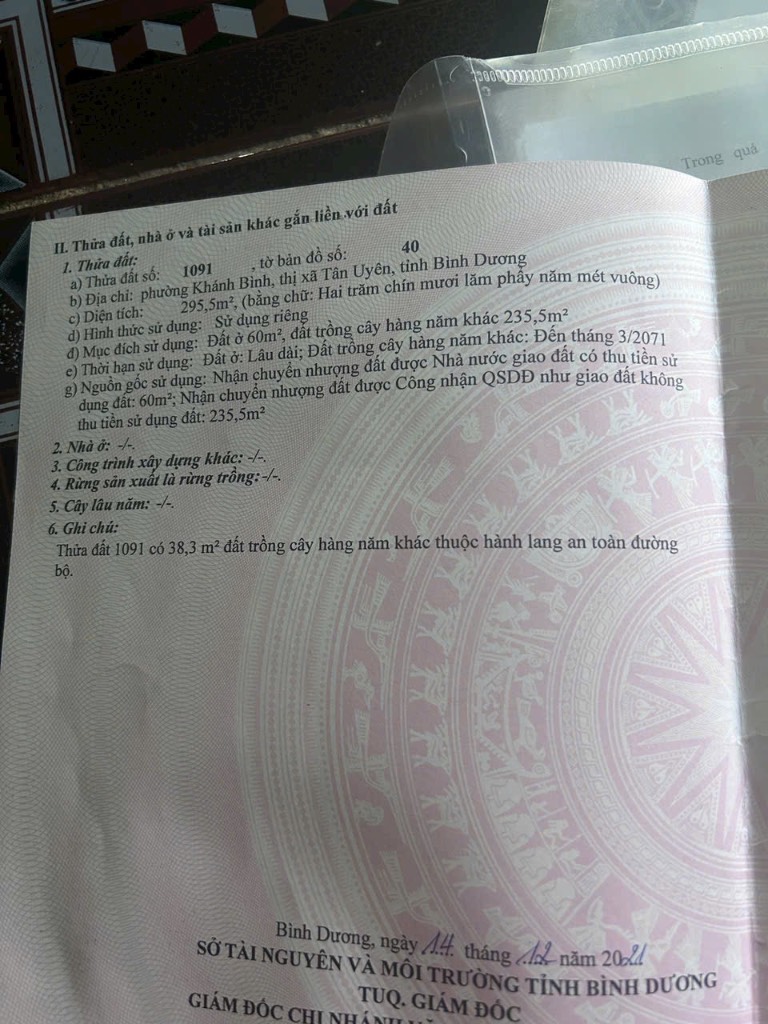 Trong quá
II. Thửa đất, nhà ở và tài sản khác gắn liền với đất
1. Thửa đất:
a) Thửa đất số: 1091 , tờ bản đồ số: 40
b) Địa chỉ: phường Khánh Bình, thị xã Tân Uyên, tỉnh Bình Dương
c) Diện tích: 295,5m², (bằng chữ: Hai trăm chín mươi lăm phẩy năm mét vuông)
d) Hình thức sử dụng: Sử dụng riêng
đ) Mục đích sử dụng: Đất ở 60m², đất trồng cây hàng năm khác 235,5m²
e) Thời hạn sử dụng: Đất ở: Lâu dài; Đất trồng cây hàng năm khác: Đến tháng 3/2071
g) Nguồn gốc sử dụng: Nhận chuyển nhượng đất được Nhà nước giao đất có thu tiền sử
dụng đất: 60m²; Nhận chuyển nhượng đất được Công nhận QSDĐ như giao đất không
thu tiền sử dụng đất: 235,5m²
2. Nhà ở: -/-.
3. Công trình xây dựng khác: -/-.
4. Rừng sản xuất là rừng trồng: -/-.
5. Cây lâu năm: -/-.
6. Ghi chú:
Thửa đất 1091 có 38,3 m² đất trồng cây hàng năm khác thuộc hành lang an toàn đường
bộ.
Bình Dương, ngày 14 tháng 12 năm 2021
SỞ TÀI NGUYÊN VÀ MÔI TRƯỜNG TỈNH BÌNH DƯƠNG
TUQ. GIÁM ĐỐC
GIÁM ĐỐC CHI NHÁNH